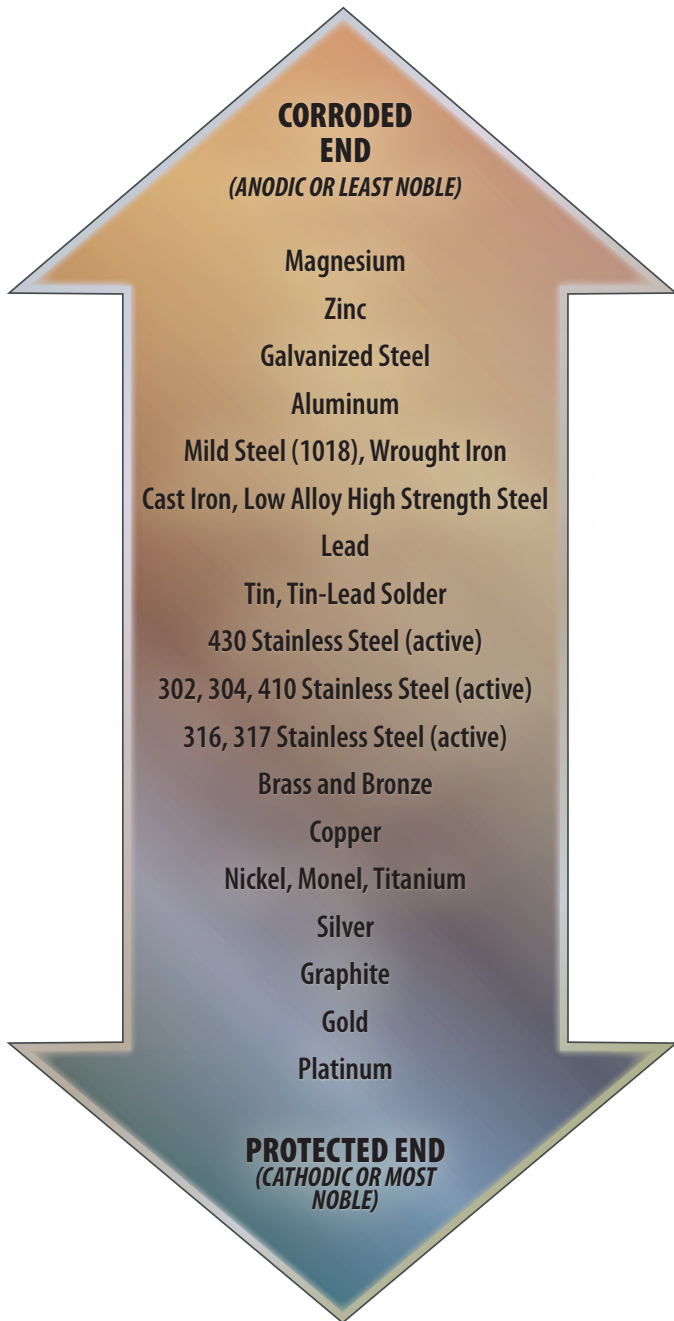 CORRODED
END
(ANODIC OR LEAST NOBLE)
Magnesium
Zinc
Galvanized Steel
Aluminum
Mild Steel (1018), Wrought Iron
Cast Iron, Low Alloy High Strength Steel
Lead
Tin, Tin-Lead Solder
430 Stainless Steel (active)
302, 304, 410 Stainless Steel (active)
316, 317 Stainless Steel (active)
Brass and Bronze
Copper
Nickel, Monel, Titanium
Silver
Graphite
Gold
Platinum
PROTECTED END
(CATHODIC OR MOST
NOBLE)